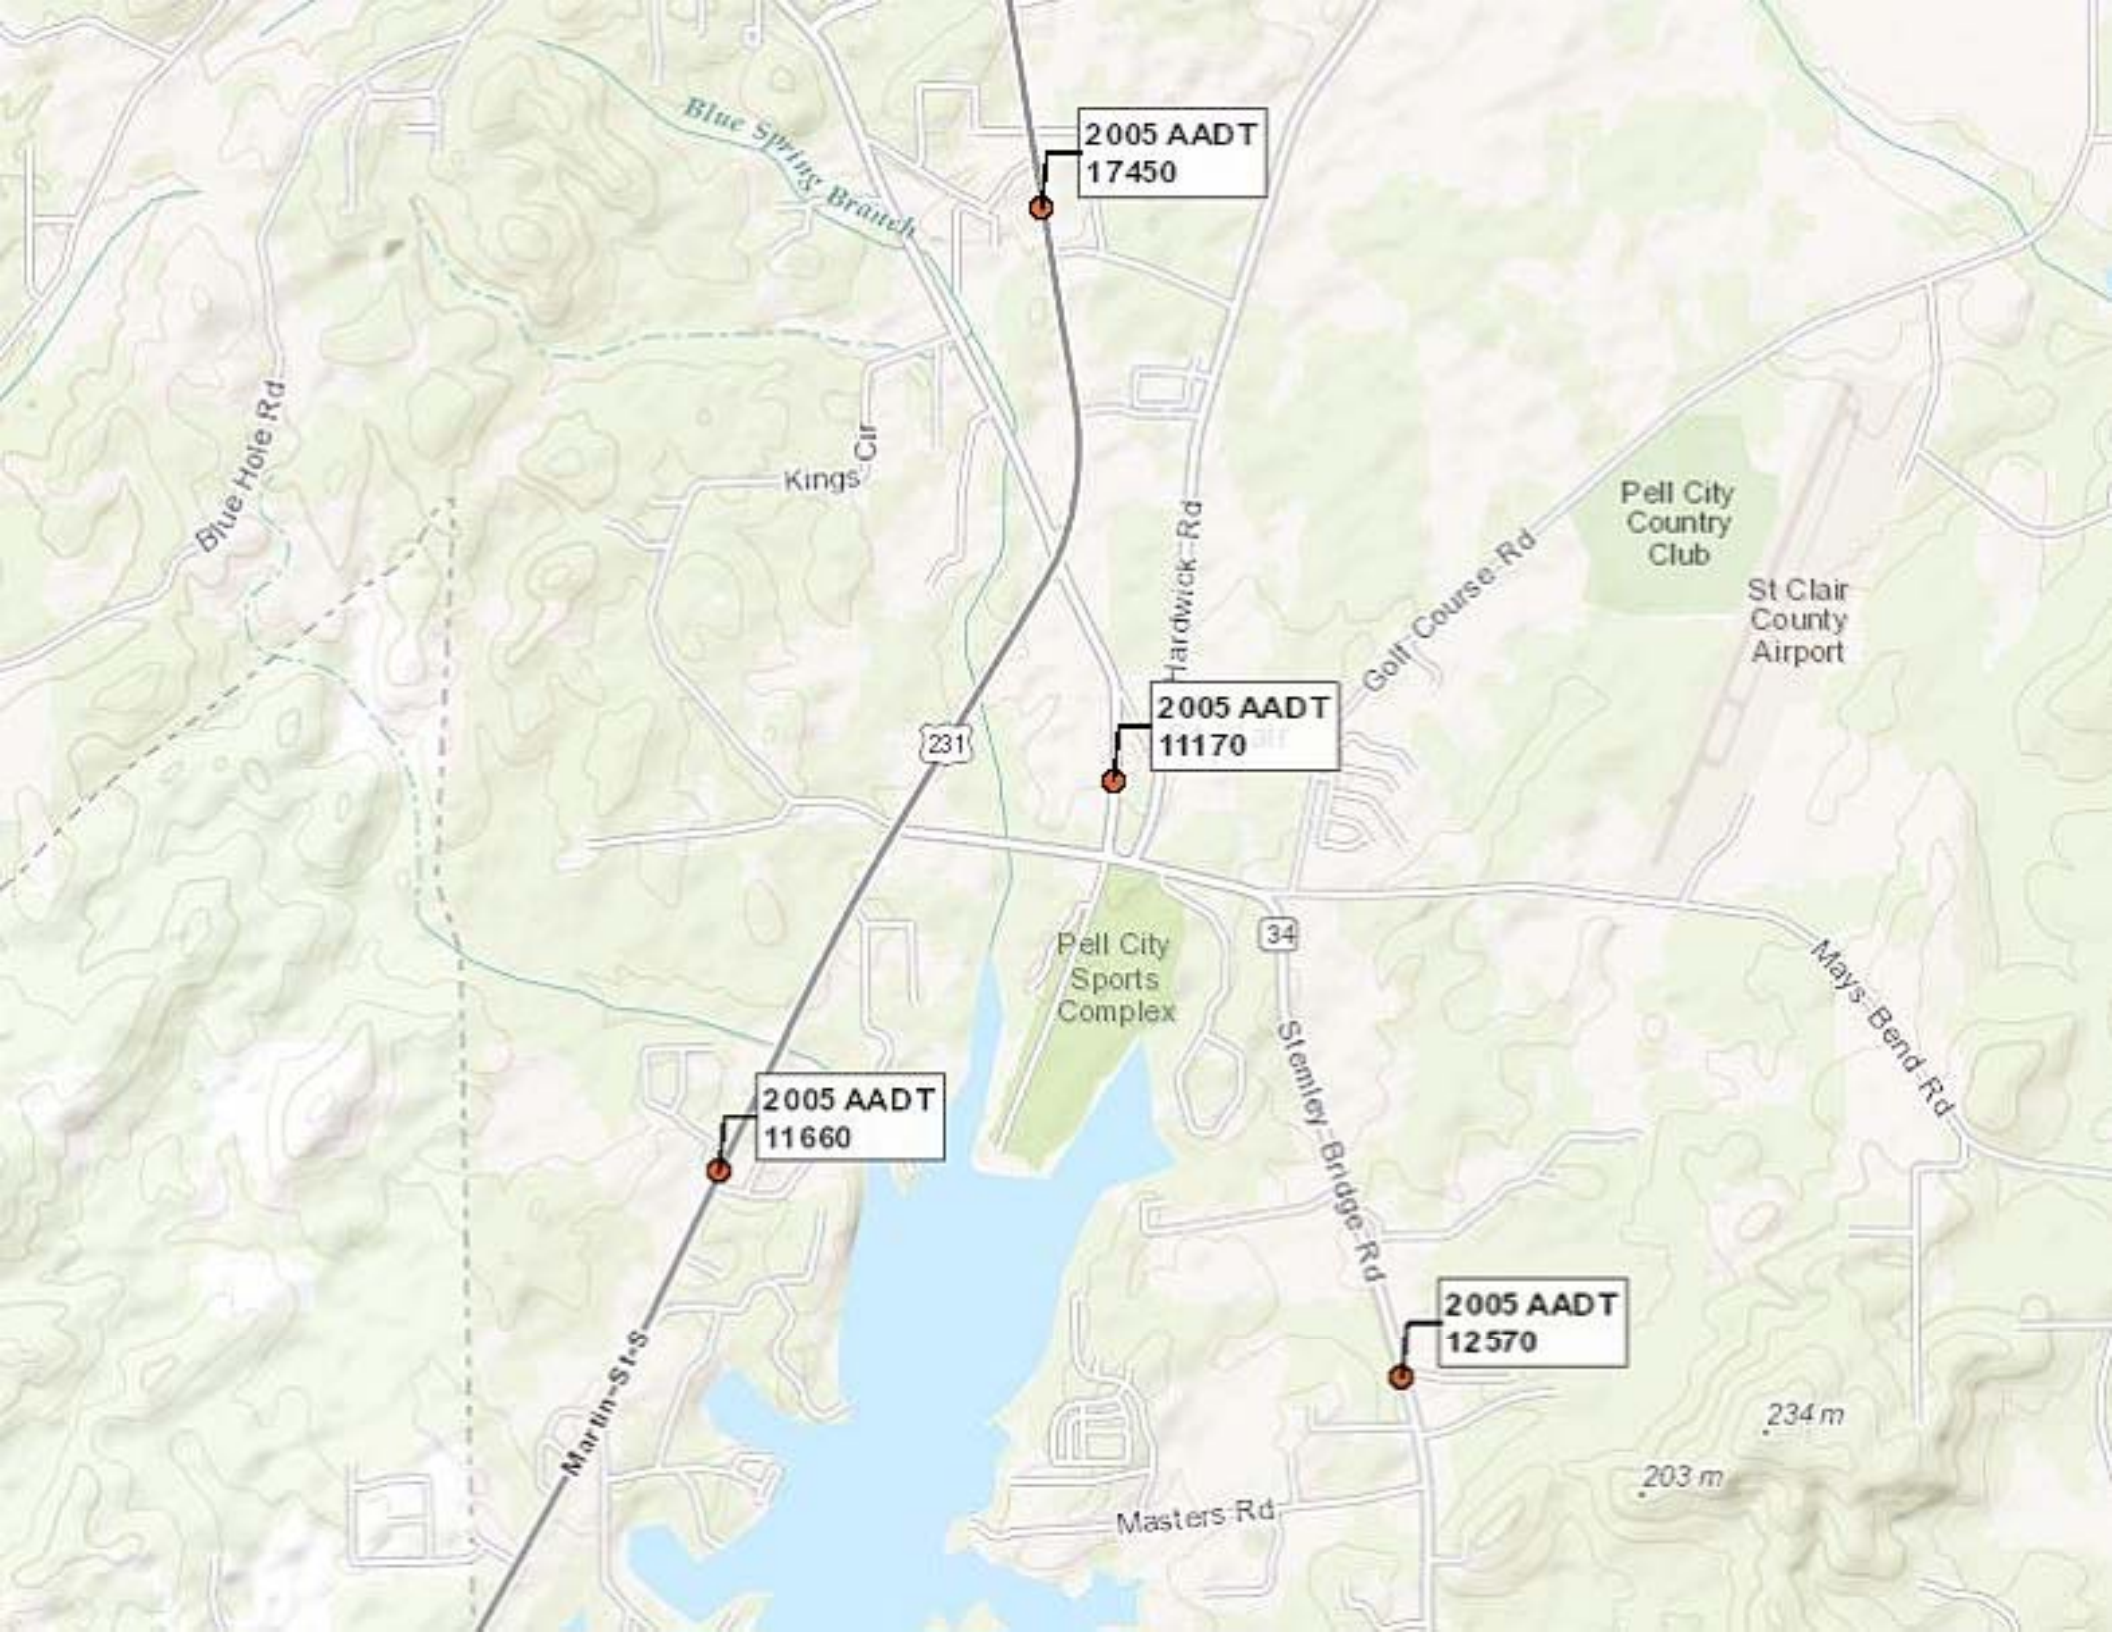 Blue Spring Branch
2005 AADT
17450
Blue Hole Rd
Kings Cir
Hardwick Rd
Golf Course Rd
Pell City
Country
Club
St Clair
County
Airport
2005 AADT
11170
231
34
Pell City
Sports
Complex
Mays Bend Rd
Stemley Bridge Rd
2005 AADT
11660
Martin St S
2005 AADT
12570
234 m
203 m
Masters Rd